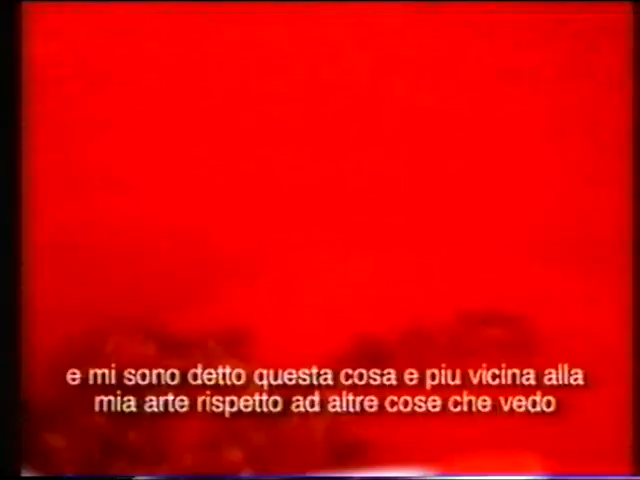 e mi sono detto questa cosa e piu vicina alla
mia arte rispetto ad altre cose che vedo